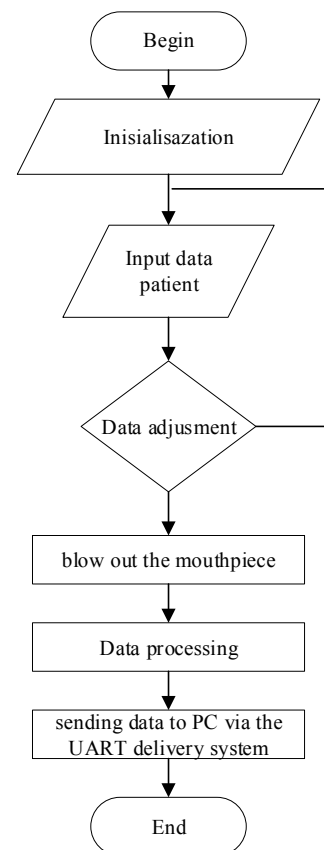 Begin
Inisialisazation
Input data
patient
Data adjusment
blow out the mouthpiece
Data processing
sending data to PC via the
UART delivery system
End